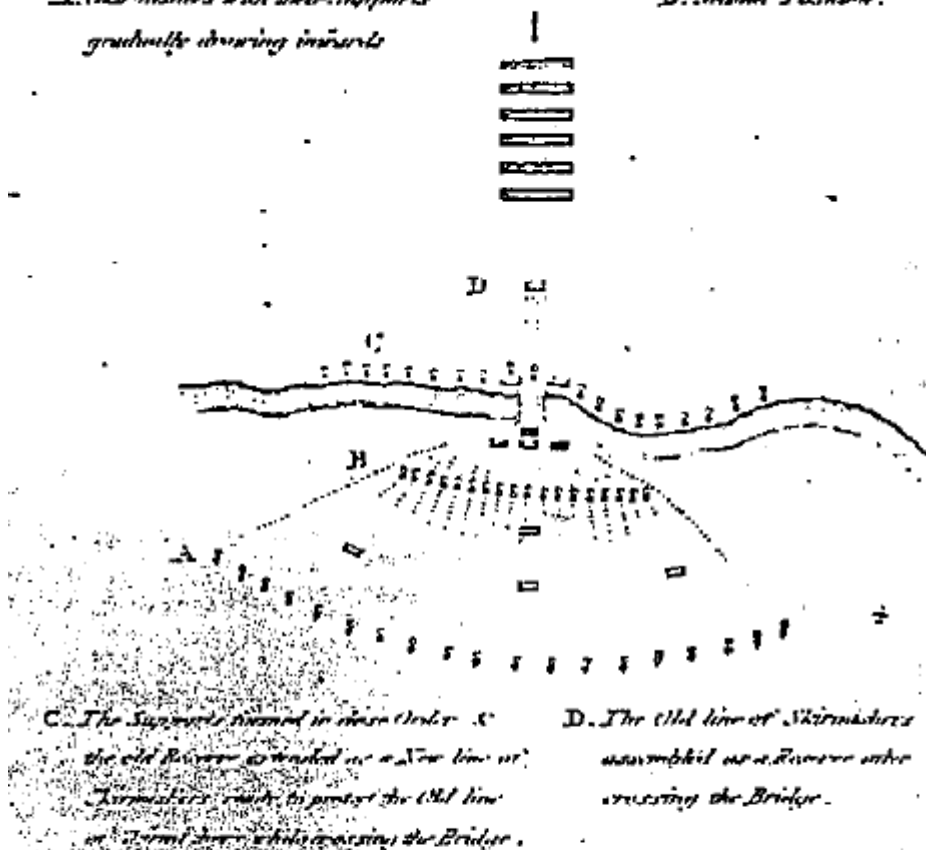 gradually drawing inwards
D
C
B
A
C. The Supports formed in close Order &
the old Reserve extended as a New line of
Skirmishers ready to protect the Old line
of Skirmishers while crossing the Bridge.
D. The Old line of Skirmishers
assembled as a Reserve after
crossing the Bridge.